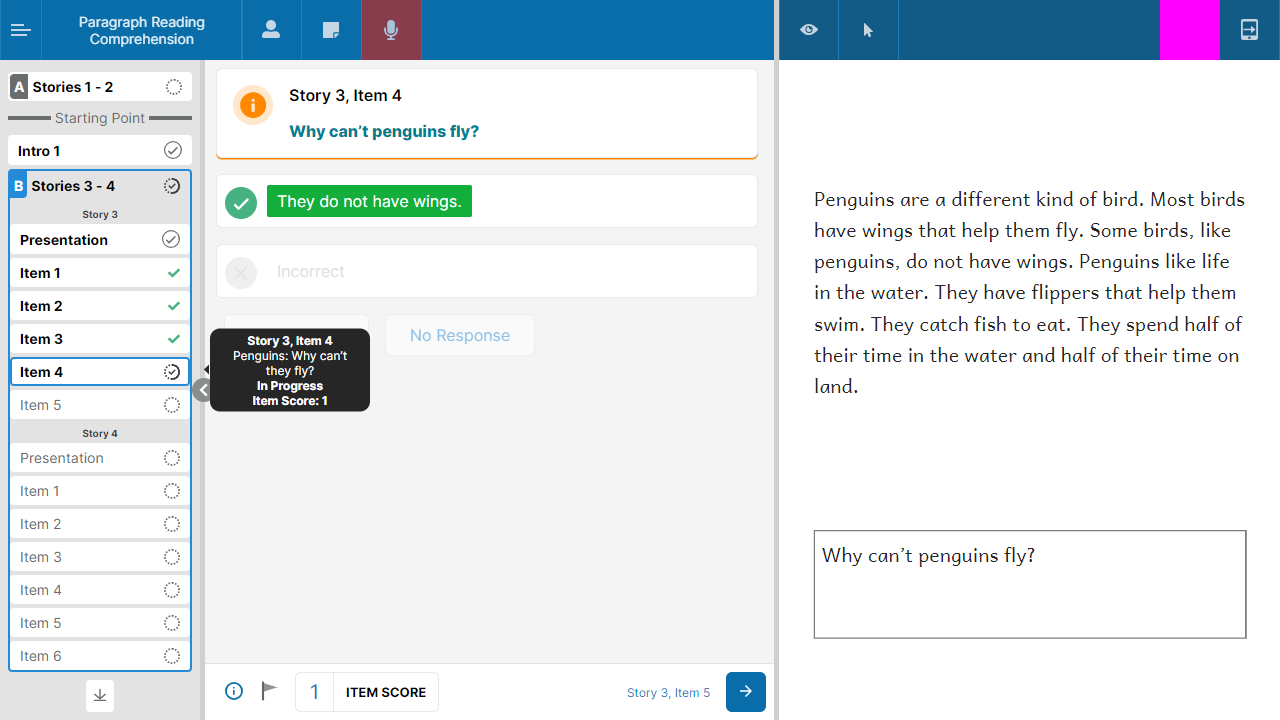 Paragraph Reading
Comprehension
A Stories 1 - 2
Starting Point
Intro 1
B Stories 3 - 4
Story 3
Presentation
Item 1
Item 2
Item 3
Item 4
Item 5
Story 4
Presentation
Item 1
Item 2
Item 3
Item 4
Item 5
Item 6
Story 3, Item 4
Why can’t penguins fly?
They do not have wings.
Incorrect
No Response
Story 3, Item 4
Penguins: Why can’t
they fly?
In Progress
Item Score: 1
1 ITEM SCORE
Story 3, Item 5
Penguins are a different kind of bird. Most birds
have wings that help them fly. Some birds, like
penguins, do not have wings. Penguins like life
in the water. They have flippers that help them
swim. They catch fish to eat. They spend half of
their time in the water and half of their time on
land.
Why can’t penguins fly?